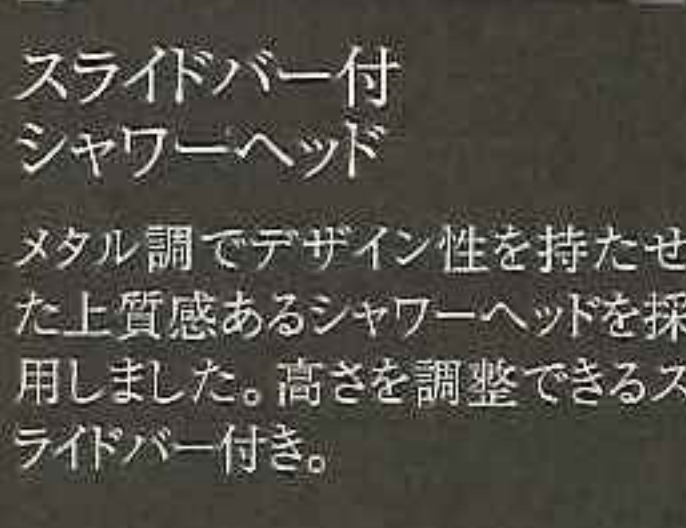 スライドバー付
シャワーヘッド
メタル調でデザイン性を持たせ
た上質感あるシャワーヘッドを採
用しました。高さを調整できるス
ライドバー付き。